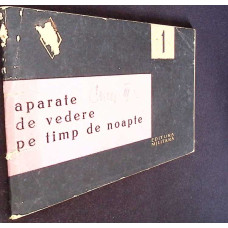 1
aparate
de vedere
pe timp de noapte
EDITURA
MILITARĂ